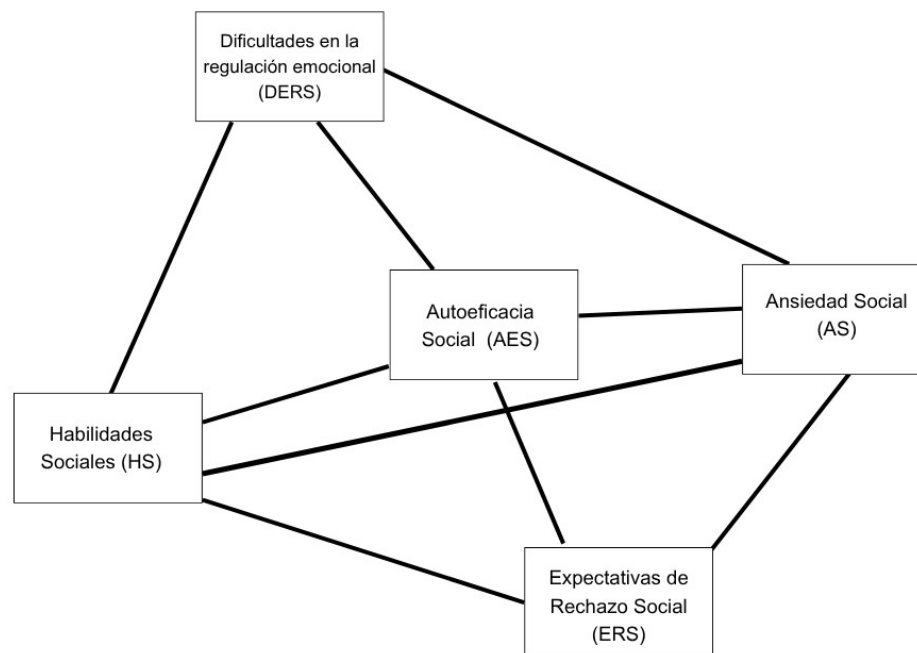 Dificultades en la
regulación emocional
(DERS)
Autoeficacia
Social (AES)
Ansiedad Social
(AS)
Habilidades
Sociales (HS)
Expectativas de
Rechazo Social
(ERS)